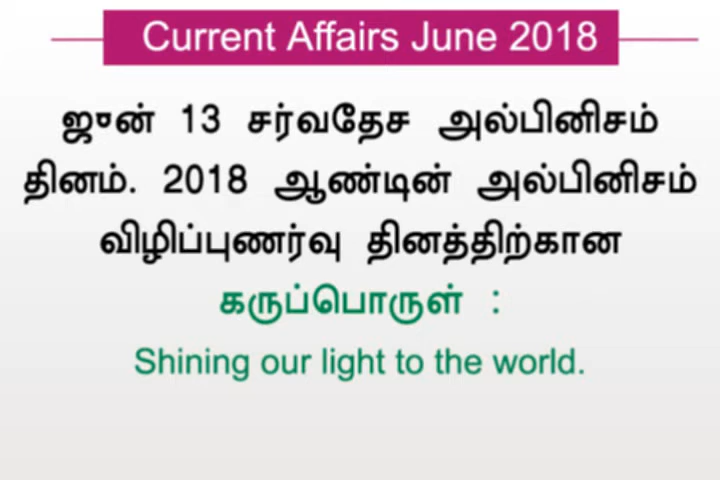 Current Affairs June 2018
ஜுன் 13 சர்வதேச அல்பினிசம்
தினம். 2018 ஆண்டின் அல்பினிசம்
விழிப்புணர்வு தினத்திற்கான
கருப்பொருள் :
Shining our light to the world.